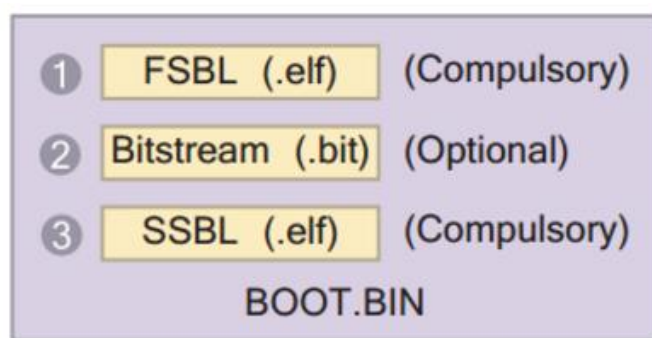 1 FSBL (.elf) (Compulsory)
2 Bitstream (.bit) (Optional)
3 SSBL (.elf) (Compulsory)
BOOT.BIN